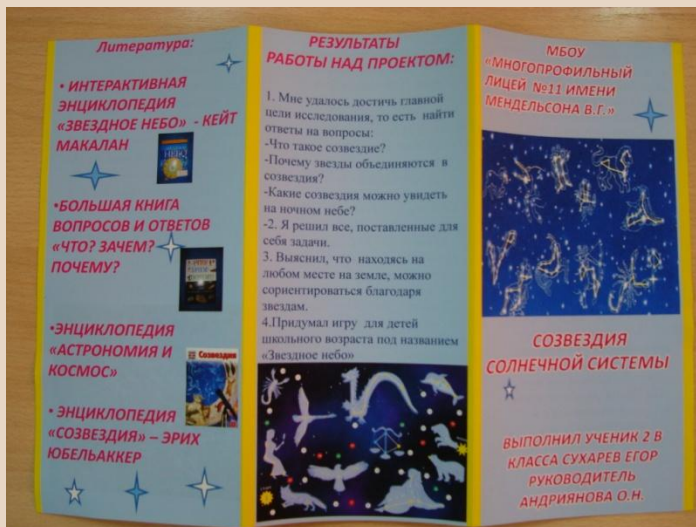 Литература:
• ИНТЕРАКТИВНАЯ
ЭНЦИКЛОПЕДИЯ
«ЗВЕЗДНОЕ НЕБО» - КЕЙТ
МАКАЛАН
•БОЛЬШАЯ КНИГА
ВОПРОСОВ И ОТВЕТОВ
«ЧТО? ЗАЧЕМ?
ПОЧЕМУ?
•ЭНЦИКЛОПЕДИЯ
«АСТРОНОМИЯ И
КОСМОС»
Созвездия
• ЭНЦИКЛОПЕДИЯ
«СОЗВЕЗДИЯ» – ЭРИХ
ЮБЕЛЬАККЕР
РЕЗУЛЬТАТЫ
РАБОТЫ НАД ПРОЕКТОМ:
1. Мне удалось достичь главной
цели исследования, то есть найти
ответы на вопросы:
-Что такое созвездие?
-Почему звезды объединяются в
созвездия?
-Какие созвездия можно увидеть
на ночном небе?
-2. Я решил все, поставленные для
себя задачи.
3. Выяснил, что находясь на
любом месте на земле, можно
сориентироваться благодаря
звездам.
4.Придумал игру для детей
школьного возраста под названием
«Звездное небо»
МБОУ
«МНОГОПРОФИЛЬНЫЙ
ЛИЦЕЙ №11 ИМЕНИ
МЕНДЕЛЬСОНА В.Г.»
СОЗВЕЗДИЯ
СОЛНЕЧНОЙ СИСТЕМЫ
ВЫПОЛНИЛ УЧЕНИК 2 В
КЛАССА СУХАРЕВ ЕГОР
РУКОВОДИТЕЛЬ
АНДРИЯНОВА О.Н.